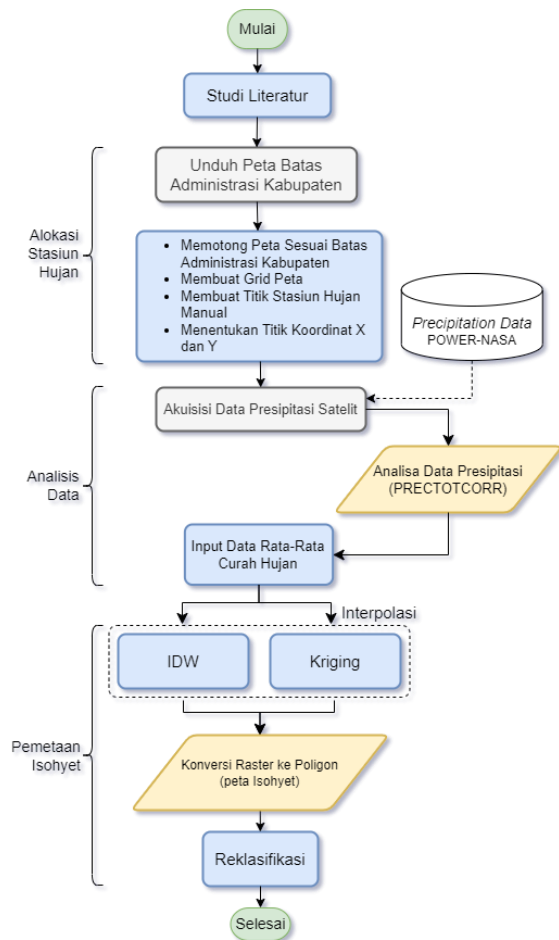 Mulai
Studi Literatur
Alokasi
Stasiun
Hujan
Unduh Peta Batas
Administrasi Kabupaten
• Memotong Peta Sesuai Batas
Administrasi Kabupaten
• Membuat Grid Peta
• Membuat Titik Stasiun Hujan
Manual
• Menentukan Titik Koordinat X
dan Y
Precipitation Data
POWER-NASA
Analisis
Data
Akuisisi Data Presipitasi Satelit
Analisa Data Presipitasi
(PRECTOTCORR)
Input Data Rata-Rata
Curah Hujan
Pemetaan
Isohyet
Interpolasi
IDW
Kriging
Konversi Raster ke Poligon
(peta Isohyet)
Reklasifikasi
Selesai